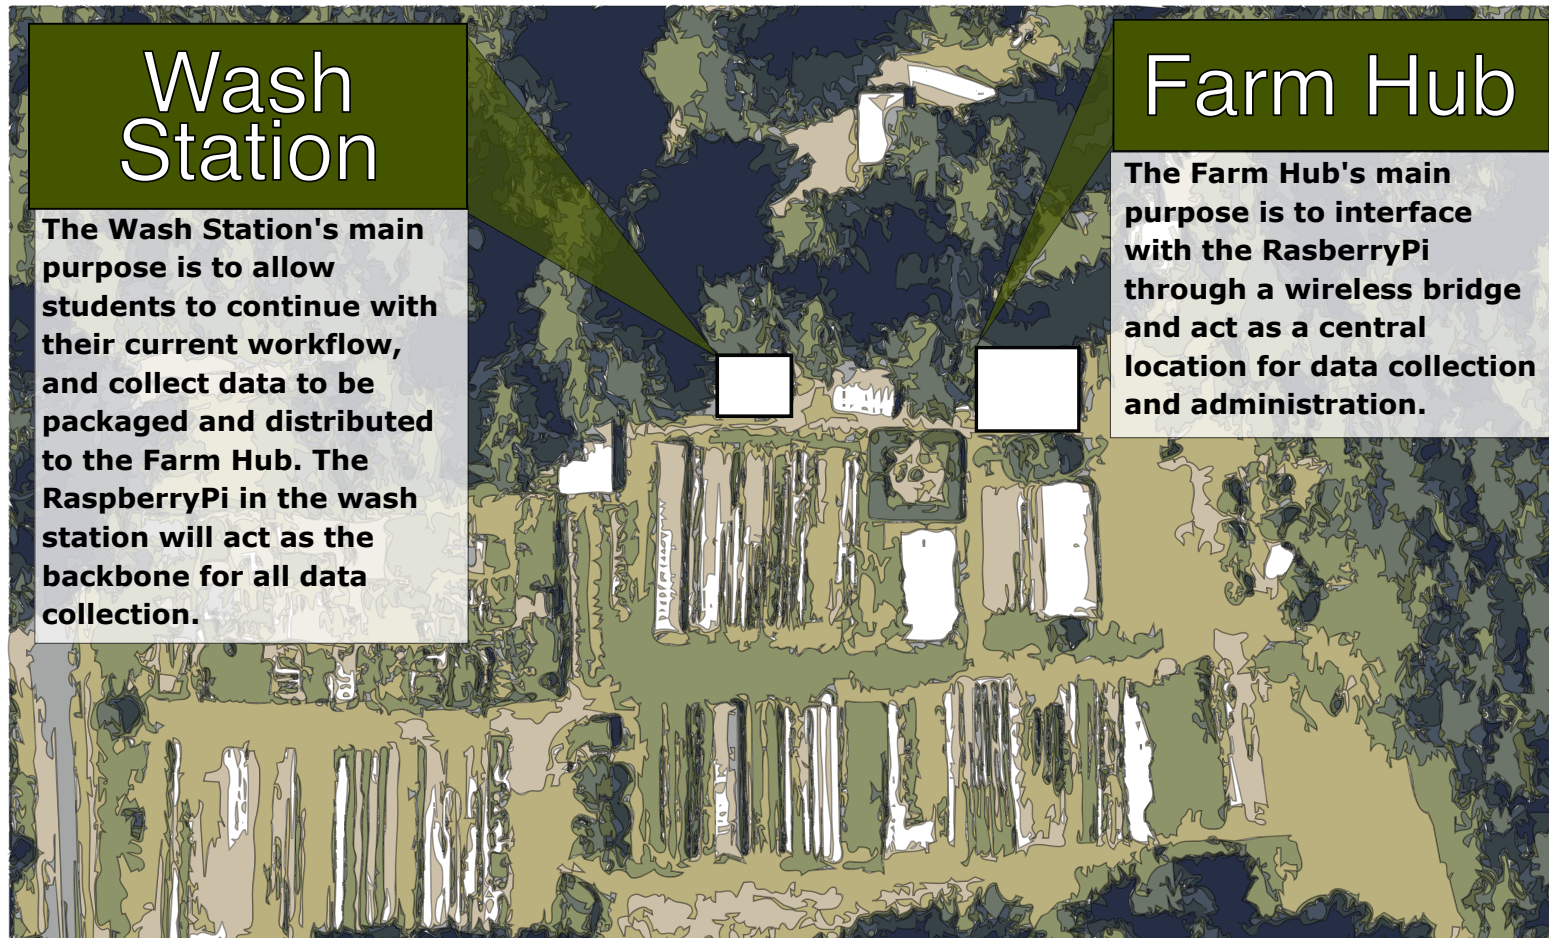 Wash
Station
The Wash Station's main
purpose is to allow
students to continue with
their current workflow,
and collect data to be
packaged and distributed
to the Farm Hub. The
RaspberryPi in the wash
station will act as the
backbone for all data
collection.
Farm Hub
The Farm Hub's main
purpose is to interface
with the RasberryPi
through a wireless bridge
and act as a central
location for data collection
and administration.